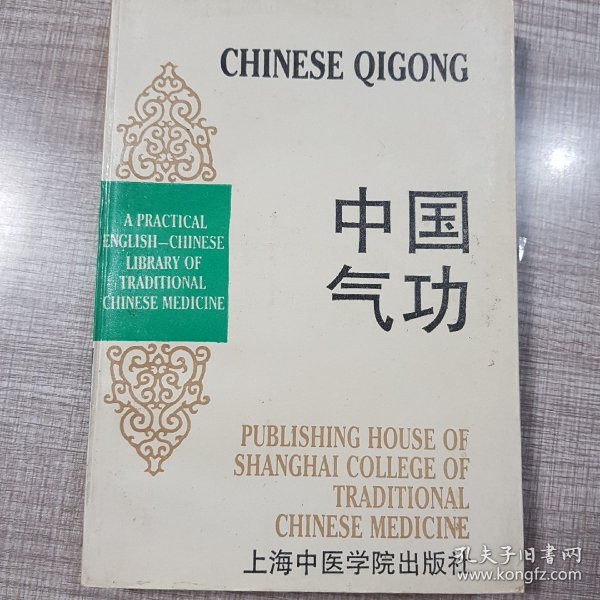 CHINESE QIGONG
A PRACTICAL
ENGLISH—CHINESE
LIBRARY OF
TRADITIONAL
CHINESE MEDICINE
中国
气功
PUBLISHING HOUSE OF
SHANGHAI COLLEGE OF
TRADITIONAL
CHINESE MEDICINE
上海中医学院出版社
孔夫子旧书网
www.kongfz.com